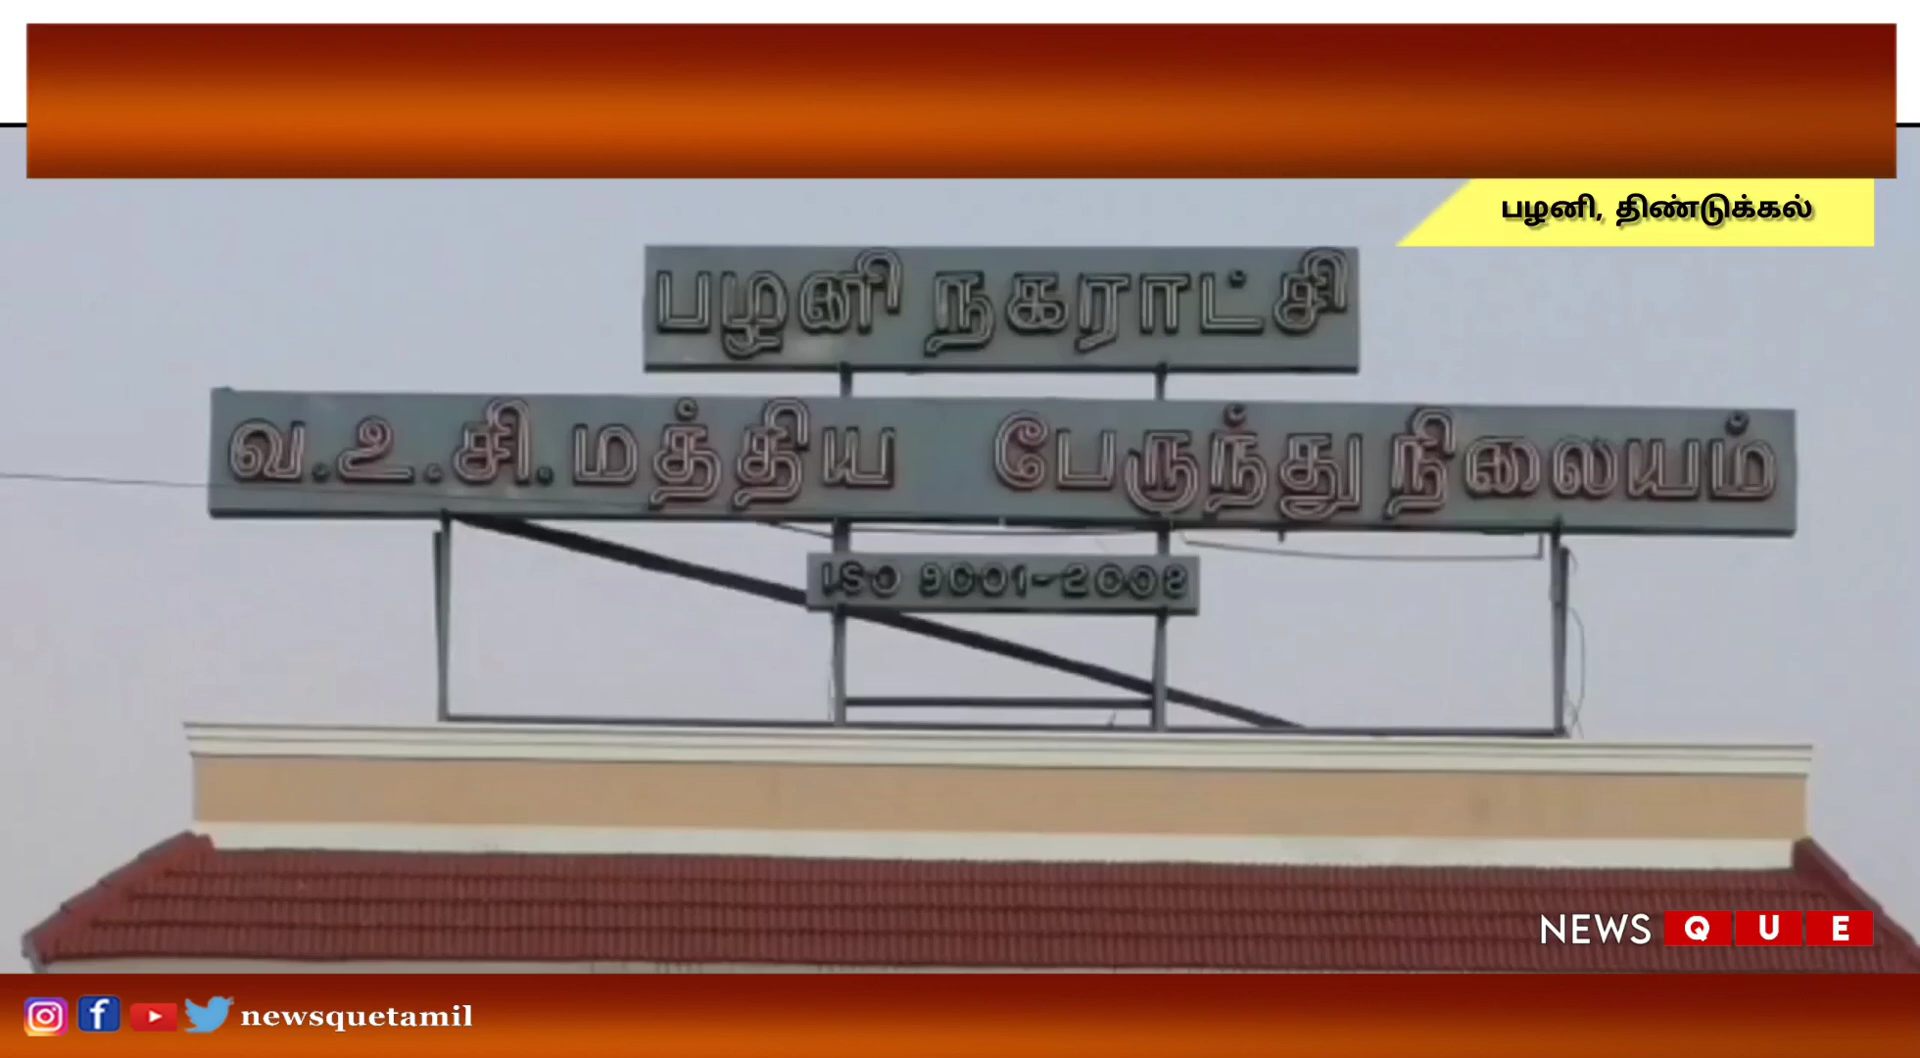 பழனி, திண்டுக்கல்
பழனி நகராட்சி
வ.உ.சி.மத்திய பேருந்து நிலையம்
ISO 9001-2008
NEWS QUE
newsquetamil